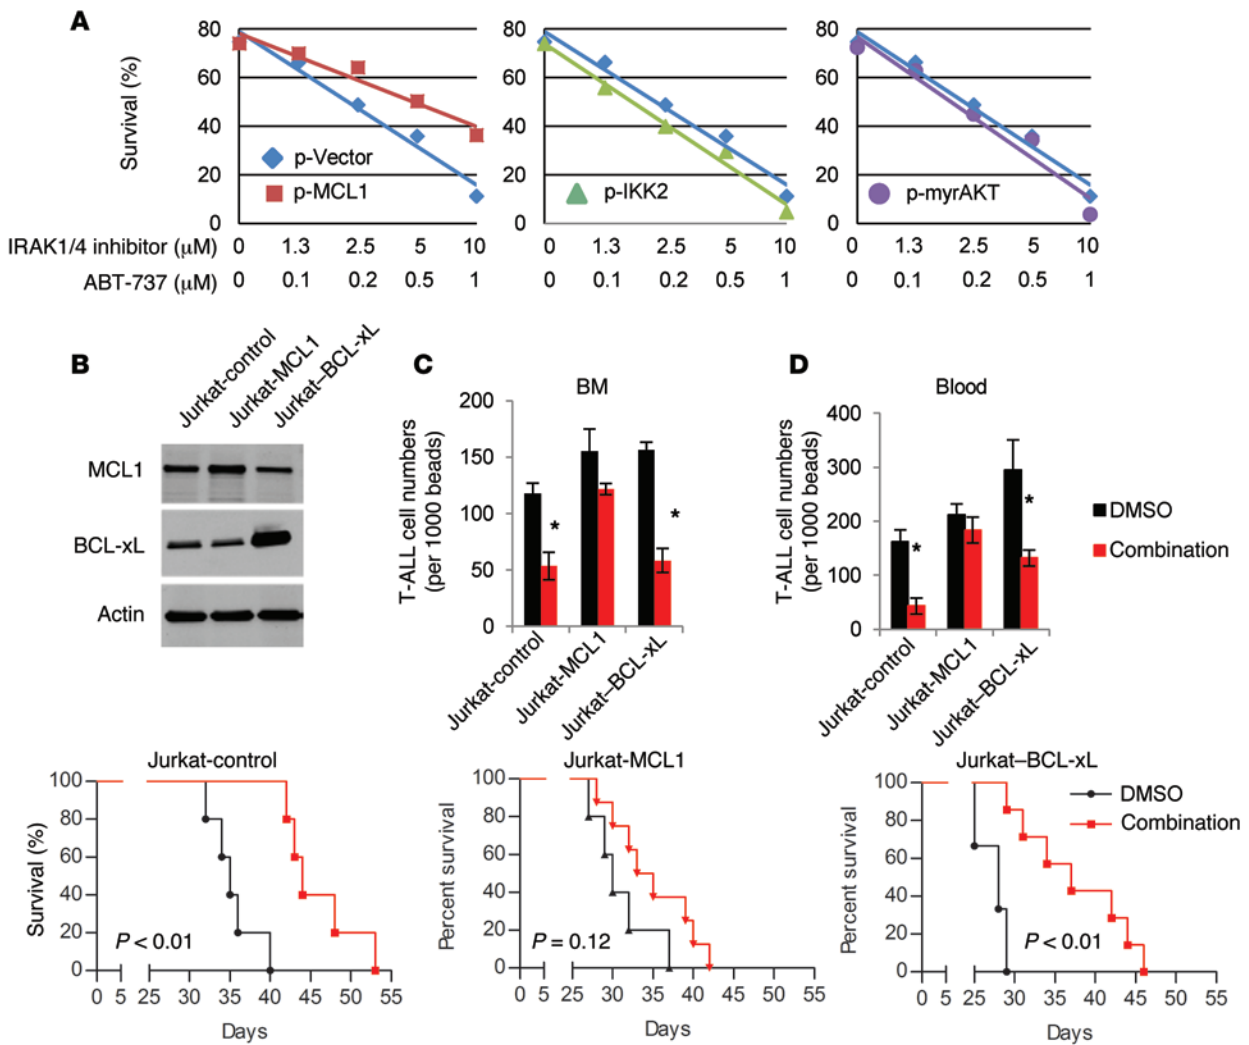 A
80 80 80
60 60 60
40 40 40
20 20 20
0 0 0
Survival (%)
p-Vector
p-MCL1 p-IKK2 p-myrAKT
IRAK1/4 inhibitor (μM) 0 1.3 2.5 5 10 0 1.3 2.5 5 10 0 1.3 2.5 5 10
ABT-737 (μM) 0 0.1 0.2 0.5 1 0 0.1 0.2 0.5 1 0 0.1 0.2 0.5 1
B
Jurkat-control
Jurkat-MCL1
Jurkat–BCL-xL
MCL1
BCL-xL
Actin
C
BM
T-ALL cell numbers
(per 1000 beads)
200
150
100
50
0
* *
Jurkat-control
Jurkat-MCL1
Jurkat–BCL-xL
D
Blood
T-ALL cell numbers
(per 1000 beads)
400
300
200
100
0
* *
Jurkat-control
Jurkat-MCL1
Jurkat–BCL-xL
DMSO
Combination
Jurkat-control
Survival (%)
100
80
60
40
20
0
P < 0.01
0 5 25 30 35 40 45 50 55
Days
Jurkat-MCL1
Percent survival
100
80
60
40
20
0
P = 0.12
0 5 25 30 35 40 45 50 55
Days
Jurkat–BCL-xL
Percent survival
100
80
60
40
20
0
DMSO
Combination
P < 0.01
0 5 25 30 35 40 45 50 55
Days